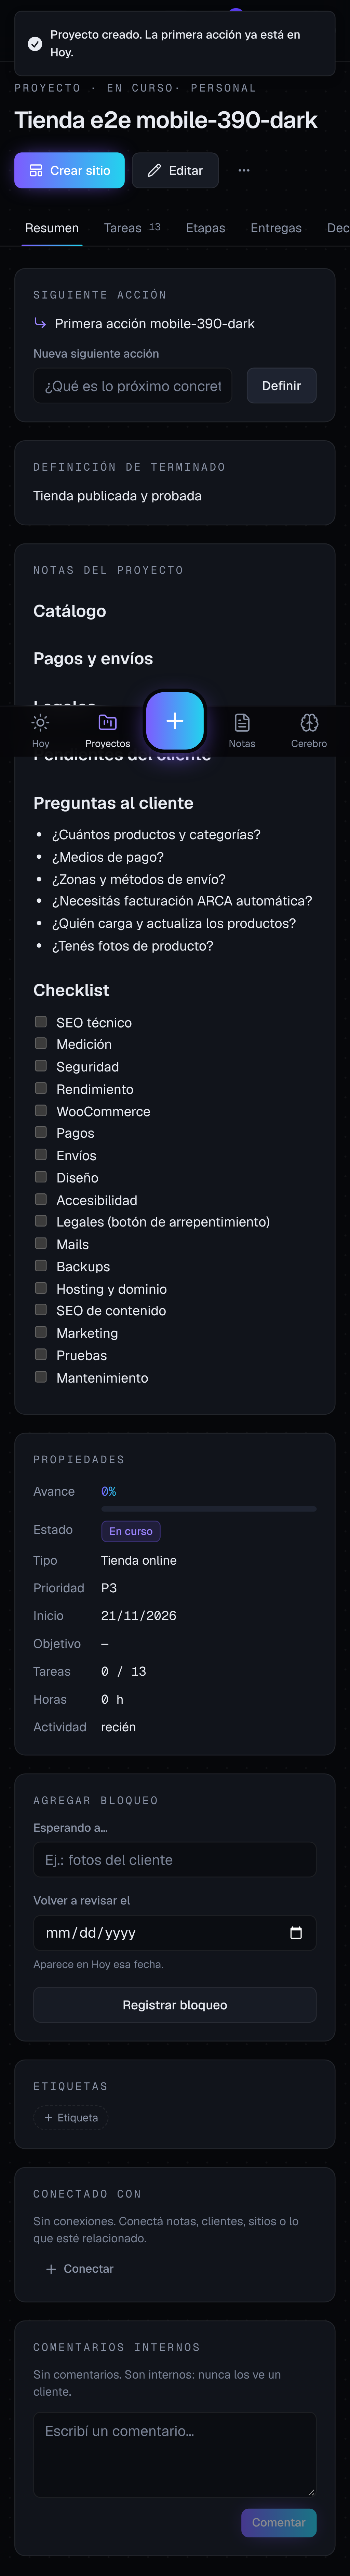 Proyecto creado. La primera acción ya está en
Hoy.
PROYECTO · EN CURSO· PERSONAL
Tienda e2e mobile-390-dark
Crear sitio
Editar
Resumen
Tareas 13
Etapas
Entregas
Dec
SIGUIENTE ACCIÓN
Primera acción mobile-390-dark
Nueva siguiente acción
¿Qué es lo próximo concret
Definir
DEFINICIÓN DE TERMINADO
Tienda publicada y probada
NOTAS DEL PROYECTO
Catálogo
Pagos y envíos
Legales
Hoy
Proyectos
Notas
Cerebro
Pendientes del cliente
Preguntas al cliente
• ¿Cuántos productos y categorías?
• ¿Medios de pago?
• ¿Zonas y métodos de envío?
• ¿Necesitás facturación ARCA automática?
• ¿Quién carga y actualiza los productos?
• ¿Tenés fotos de producto?
Checklist
SEO técnico
Medición
Seguridad
Rendimiento
WooCommerce
Pagos
Envíos
Diseño
Accesibilidad
Legales (botón de arrepentimiento)
Mails
Backups
Hosting y dominio
SEO de contenido
Marketing
Pruebas
Mantenimiento
PROPIEDADES
Avance 0%
Estado En curso
Tipo Tienda online
Prioridad P3
Inicio 21/11/2026
Objetivo —
Tareas 0 / 13
Horas 0 h
Actividad recién
AGREGAR BLOQUEO
Esperando a…
Ej.: fotos del cliente
Volver a revisar el
mm/dd/yyyy
Aparece en Hoy esa fecha.
Registrar bloqueo
ETIQUETAS
+ Etiqueta
CONECTADO CON
Sin conexiones. Conectá notas, clientes, sitios o lo
que esté relacionado.
+ Conectar
COMENTARIOS INTERNOS
Sin comentarios. Son internos: nunca los ve un
cliente.
Escribí un comentario…
Comentar